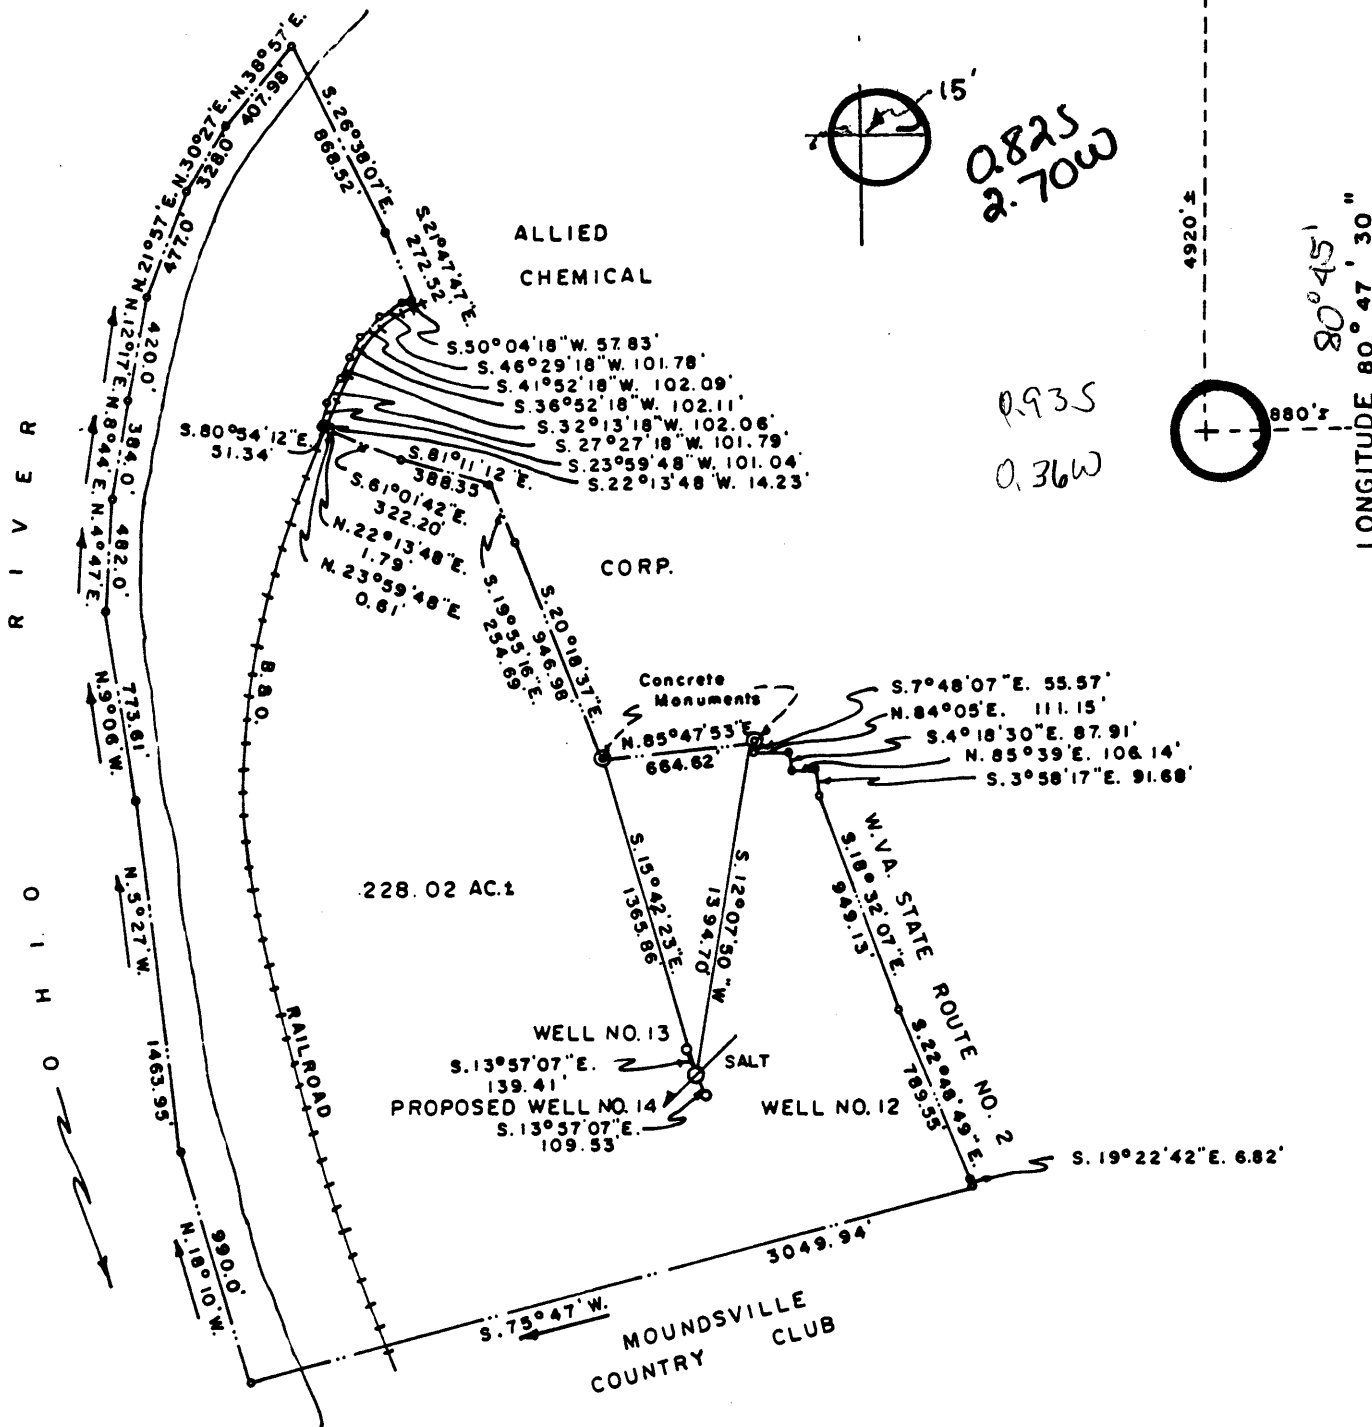 N. 38°57' E.
407.98'
N. 30°27' E.
328.0'
N. 21°57' E.
477.0'
N. 12°17' E.
420.0'
N. 8°44' E.
384.0'
N. 4°47' E.
482.0'
N. 9°06' W.
773.61'
N. 5°27' W.
1463.95'
N. 18°10' W.
990.0'
OHIO RIVER
S. 26°38'07" E.
868.52'
S. 21°47'47" E.
272.52'
ALLIED
CHEMICAL
CORP.
15'
0.82S
2.70W
4920'±
880'±
80°45'
LONGITUDE 80° 47' 30"
0.93S
0.36W
S. 50°04'18" W. 57.83'
S. 46°29'18" W. 101.78'
S. 41°52'18" W. 102.09'
S. 36°52'18" W. 102.11'
S. 32°13'18" W. 102.06'
S. 27°27'18" W. 101.79'
S. 23°59'48" W. 101.04'
S. 22°13'48" W. 14.23'
S. 80°54'12" E.
51.34'
S. 81°11'12" E.
388.35
S. 61°01'42" E.
322.20'
N. 22°13'48" E.
1.79'
N. 23°59'48" E.
0.61'
S. 19°55'16" E.
254.69
S. 20°18'37" E.
946.98'
B. & O.
RAILROAD
Concrete
Monuments
N. 85°47'53" E.
664.62'
S. 7°48'07" E. 55.57'
N. 84°05' E. 111.15'
S. 4°18'30" E. 87.91'
N. 85°39' E. 106.14'
S. 3°58'17" E. 91.68'
228.02 AC.±
S. 15°42'23" E.
1365.86'
S. 12°07'50" W
1394.70'
W. VA. STATE ROUTE NO. 2
S. 18°32'07" E.
949.13'
S. 22°48'49" E.
789.55'
WELL NO. 13
S. 13°57'07" E.
139.41'
SALT
PROPOSED WELL NO. 14
WELL NO. 12
S. 13°57'07" E.
109.53'
S. 19°22'42" E. 6.82'
3049.94'
S. 75°47' W.
MOUNDSVILLE
COUNTRY CLUB